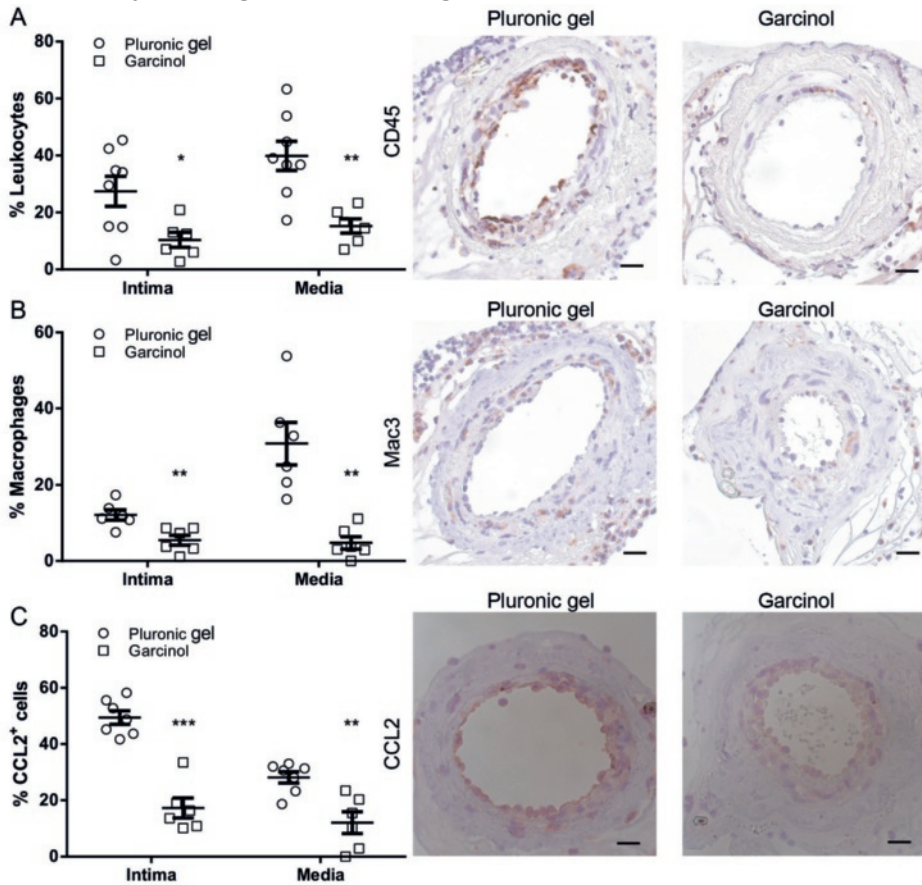 A
Pluronic gel
Garcinol
% Leukocytes
80
60
40
20
0
*
**
Intima
Media
CD45
Pluronic gel
Garcinol
B
Pluronic gel
Garcinol
% Macrophages
60
40
20
0
**
**
Intima
Media
Mac3
Pluronic gel
Garcinol
C
Pluronic gel
Garcinol
% CCL2⁺ cells
80
60
40
20
0
***
**
Intima
Media
CCL2
Pluronic gel
Garcinol